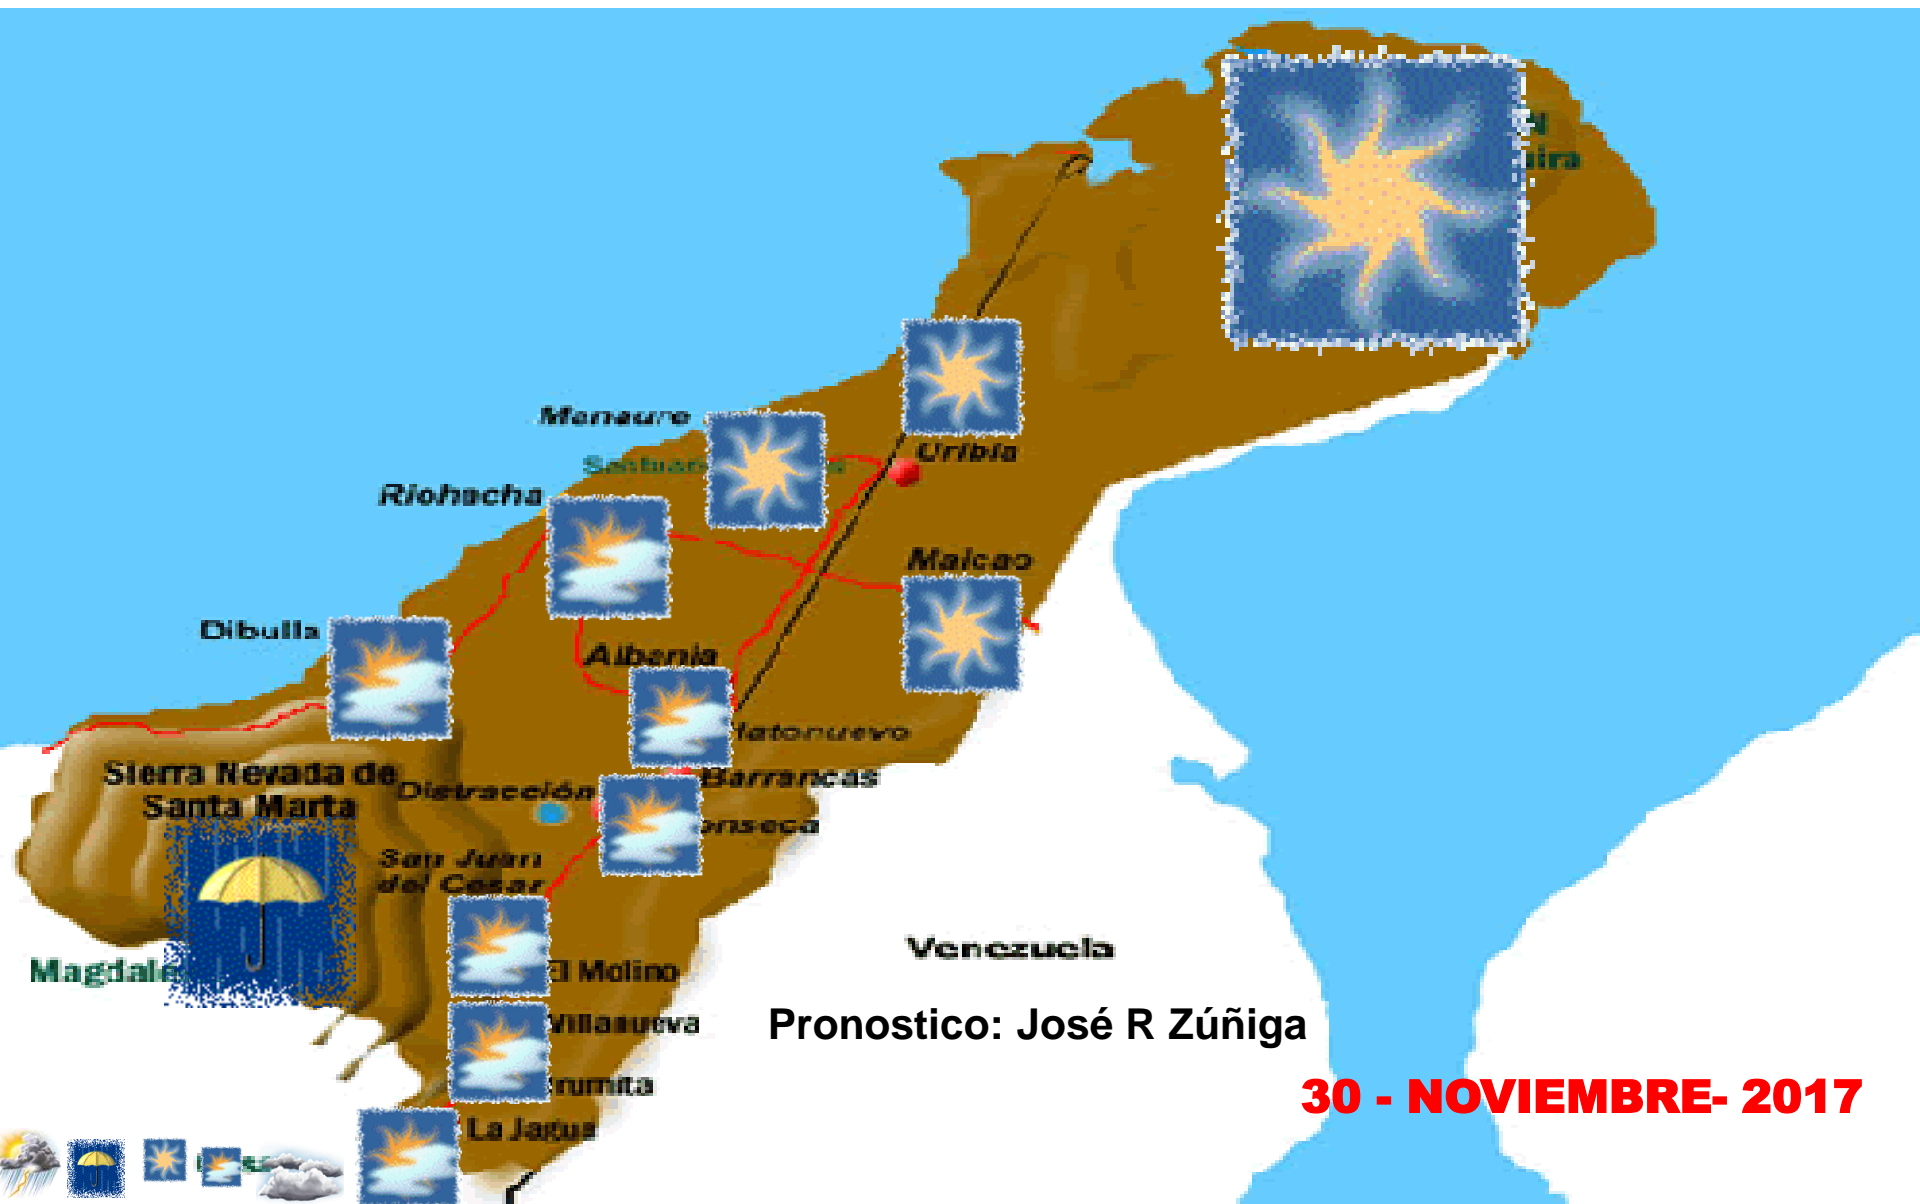 Manaure
Uribia
Riohacha
Maicao
Dibulla
Albania
Sierra Nevada de
Santa Marta
Distracción
Barrancas
San Juan
del Cesar
El Molino
Venezuela
Pronostico: José R Zúñiga
30 - NOVIEMBRE- 2017
La Jagua